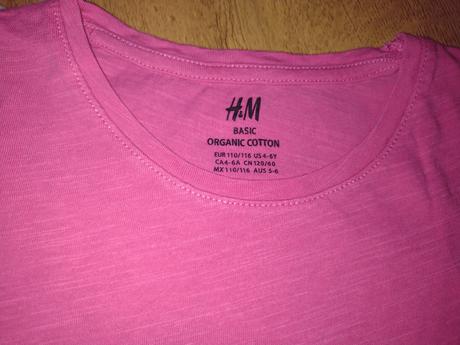 H&M
BASIC
ORGANIC COTTON
EUR 110/116 US 4-6Y
CA 4-6A CN 120/60
MX 110/116 AUS 5-6